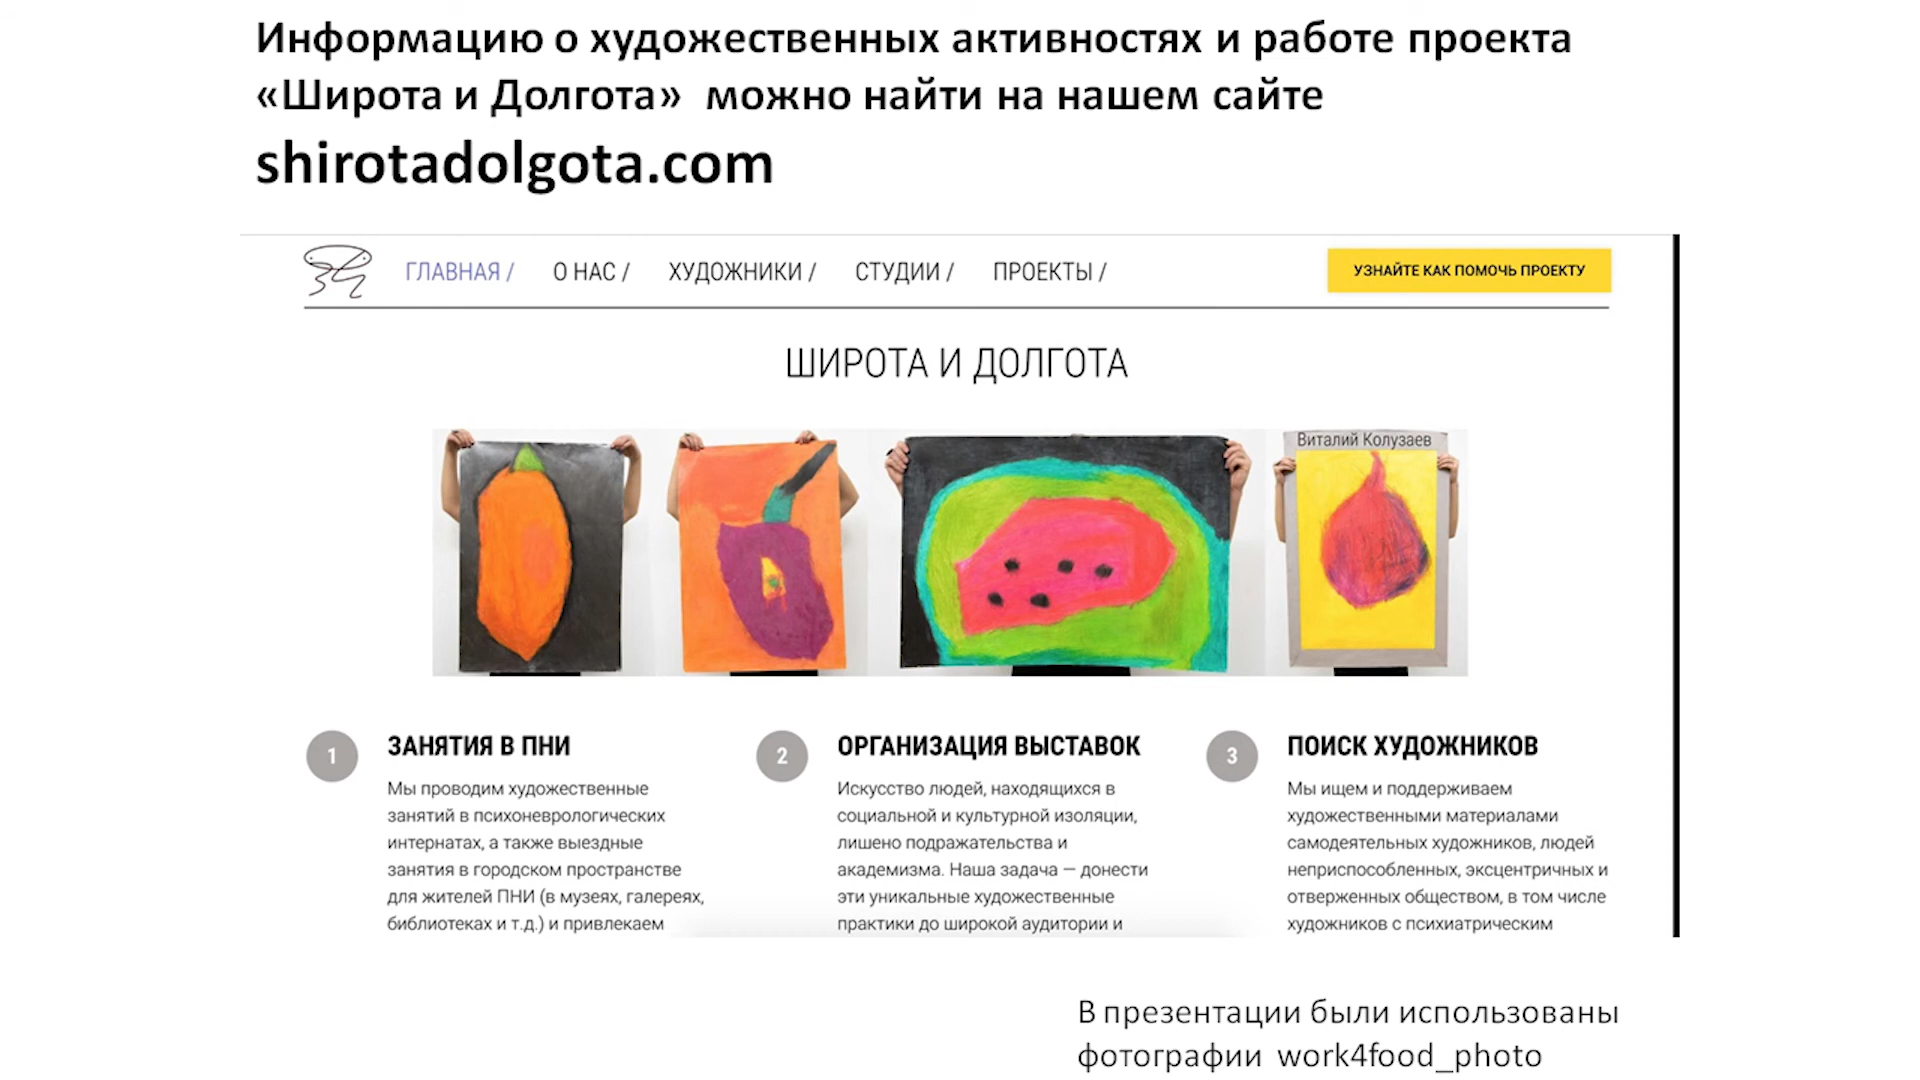 Информацию о художественных активностях и работе проекта
«Широта и Долгота» можно найти на нашем сайте
shirotadolgota.com
ГЛАВНАЯ / О НАС / ХУДОЖНИКИ / СТУДИИ / ПРОЕКТЫ / УЗНАЙТЕ КАК ПОМОЧЬ ПРОЕКТУ
ШИРОТА И ДОЛГОТА
Виталий Колузаев
1 ЗАНЯТИЯ В ПНИ
Мы проводим художественные
занятий в психоневрологических
интернатах, а также выездные
занятия в городском пространстве
для жителей ПНИ (в музеях, галереях,
библиотеках и т.д.) и привлекаем
2 ОРГАНИЗАЦИЯ ВЫСТАВОК
Искусство людей, находящихся в
социальной и культурной изоляции,
лишено подражательства и
академизма. Наша задача — донести
эти уникальные художественные
практики до широкой аудитории и
3 ПОИСК ХУДОЖНИКОВ
Мы ищем и поддерживаем
художественными материалами
самодеятельных художников, людей
неприспособленных, эксцентричных и
отверженных обществом, в том числе
художников с психиатрическим
В презентации были использованы
фотографии work4food_photo